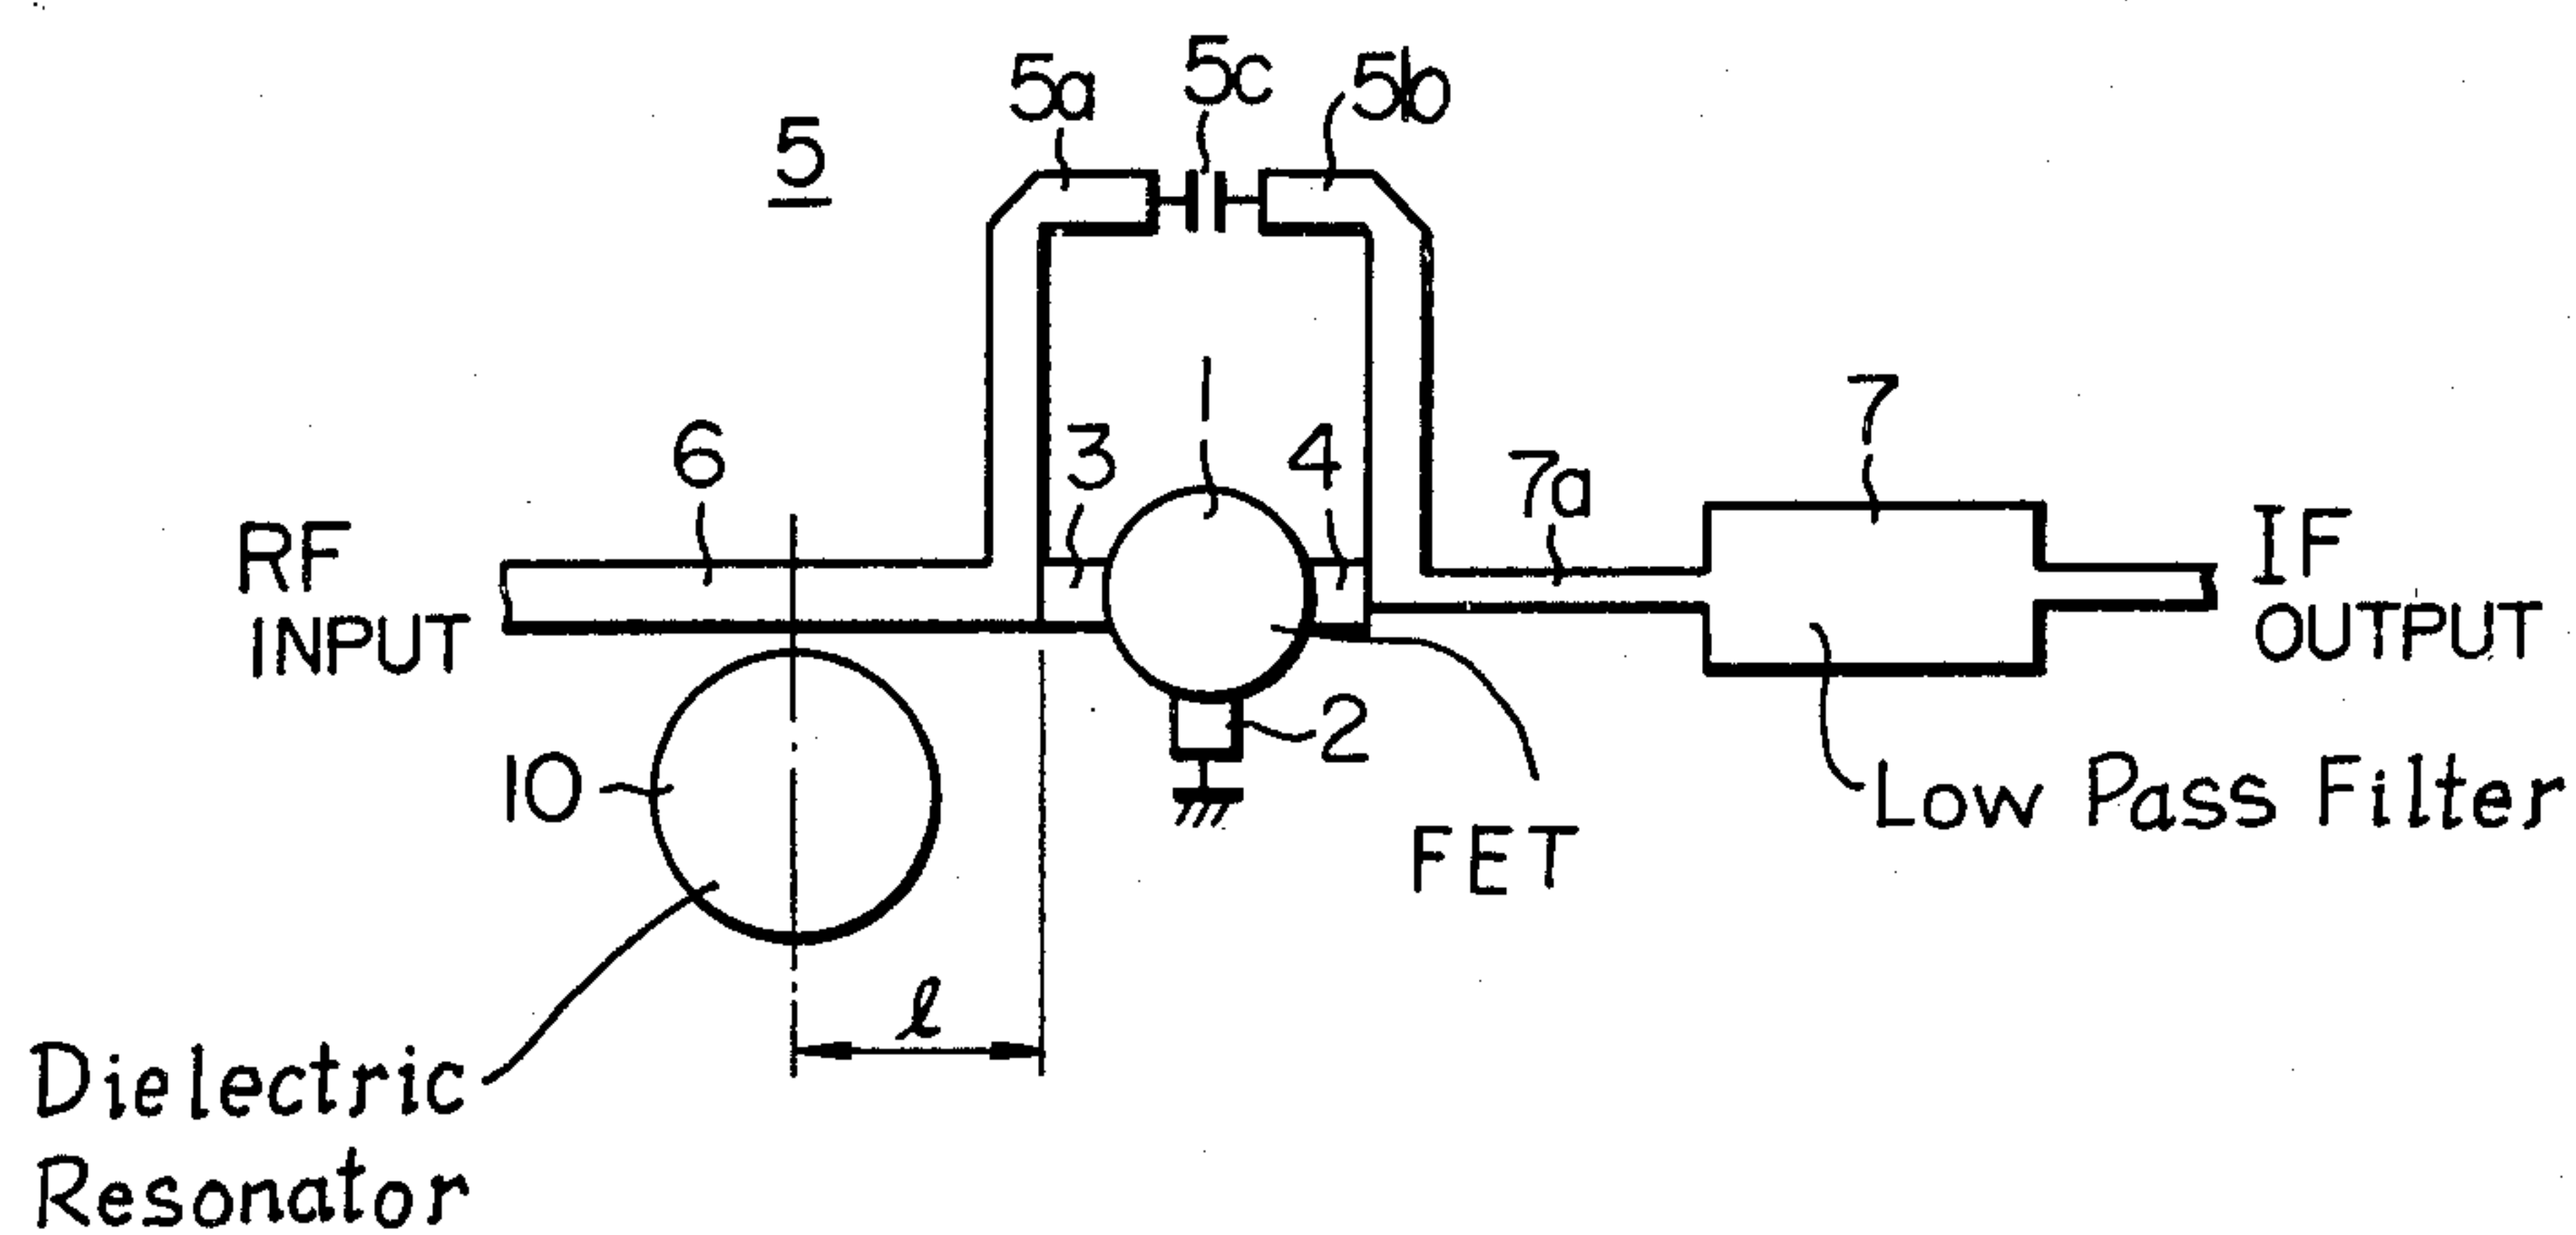 5a
5c
5b
5
1
6
3
4
7a
7
RF
INPUT
IF
OUTPUT
10
2
FET
Low Pass Filter
l
Dielectric
Resonator